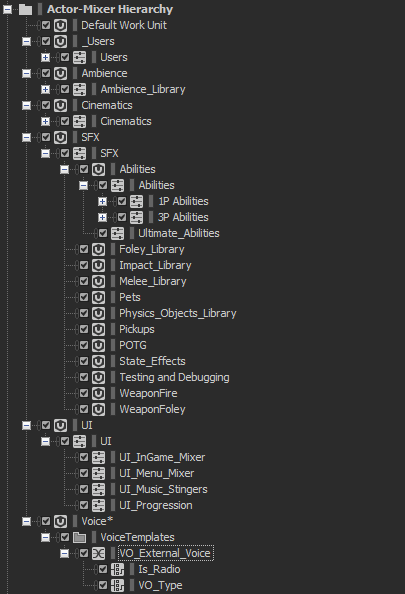 Actor-Mixer Hierarchy
Default Work Unit
_Users
Users
Ambience
Ambience_Library
Cinematics
Cinematics
SFX
SFX
Abilities
Abilities
1P Abilities
3P Abilities
Ultimate_Abilities
Foley_Library
Impact_Library
Melee_Library
Pets
Physics_Objects_Library
Pickups
POTG
State_Effects
Testing and Debugging
WeaponFire
WeaponFoley
UI
UI
UI_InGame_Mixer
UI_Menu_Mixer
UI_Music_Stingers
UI_Progression
Voice*
VoiceTemplates
VO_External_Voice
Is_Radio
VO_Type